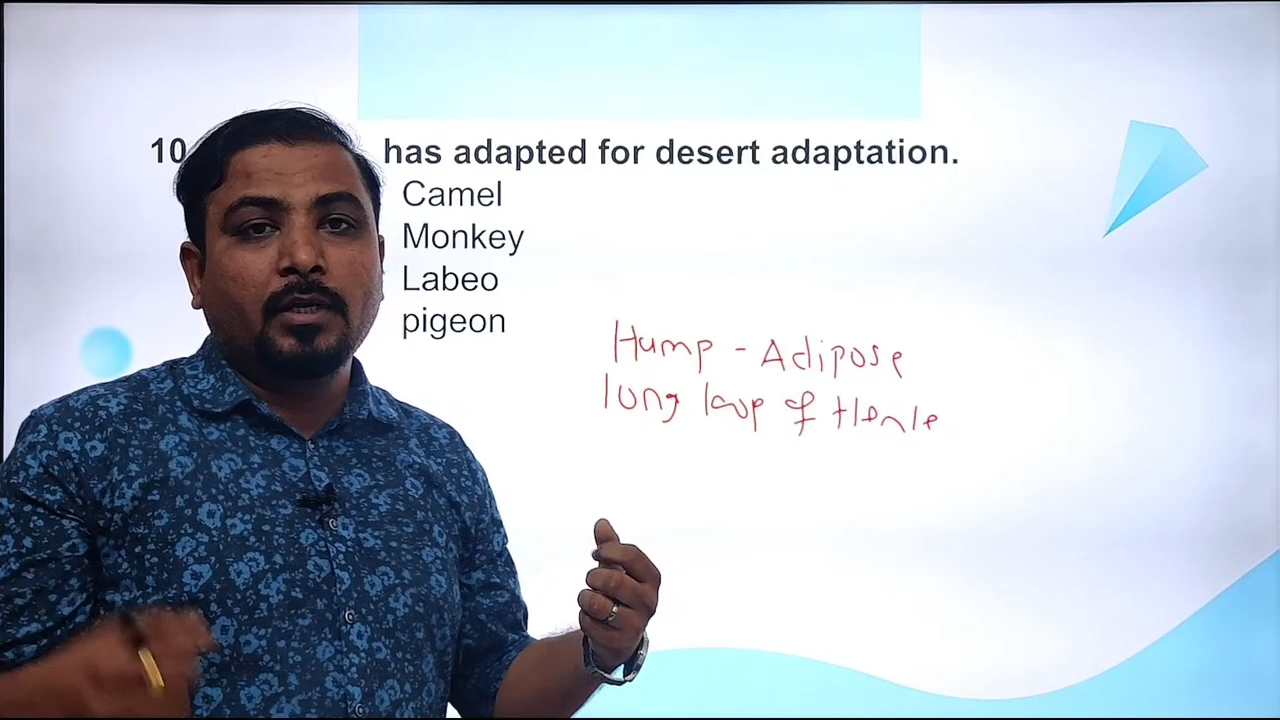 10 has adapted for desert adaptation.
Camel
Monkey
Labeo
pigeon
Hump - Adipose
long loop of Henle